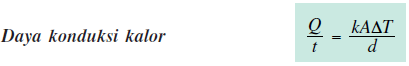 Daya konduksi kalor Q/t = kAΔT/d